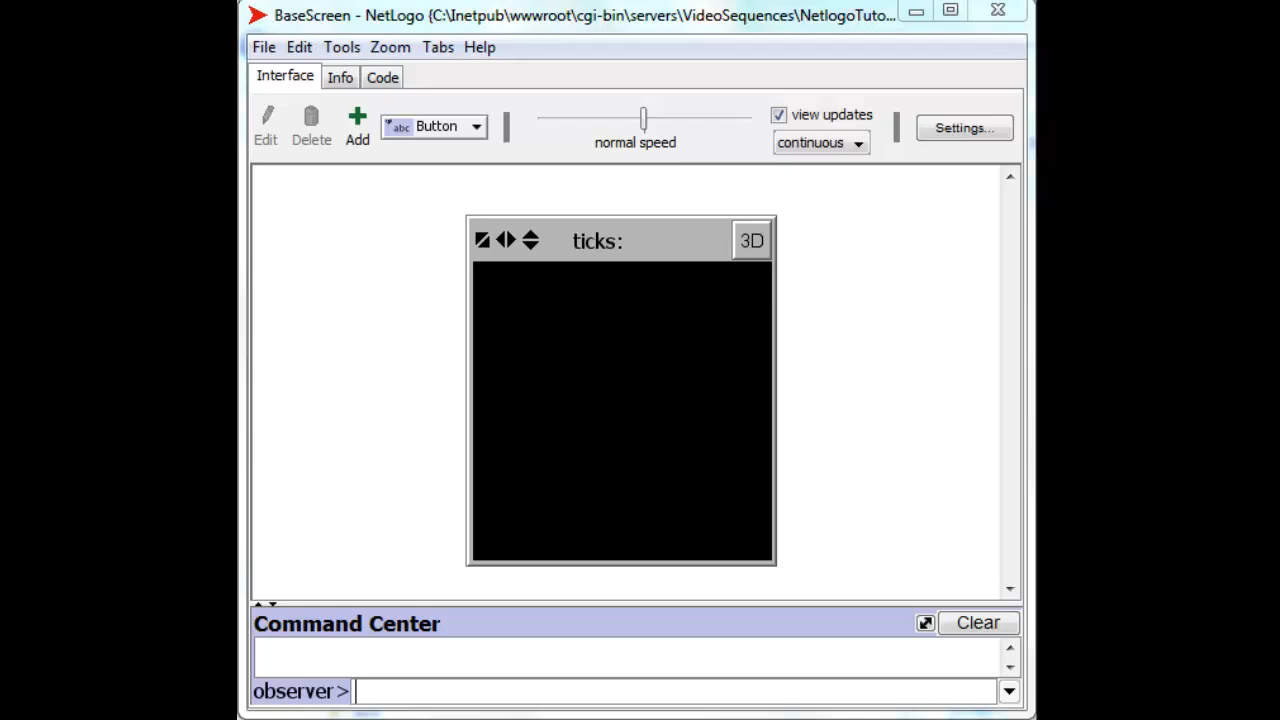 BaseScreen - NetLogo {C:\Inetpub\wwwroot\cgi-bin\servers\VideoSequences\NetlogoTuto...
File Edit Tools Zoom Tabs Help
Interface Info Code
Edit Delete Add abc Button normal speed view updates continuous Settings...
ticks: 3D
Command Center Clear
observer>